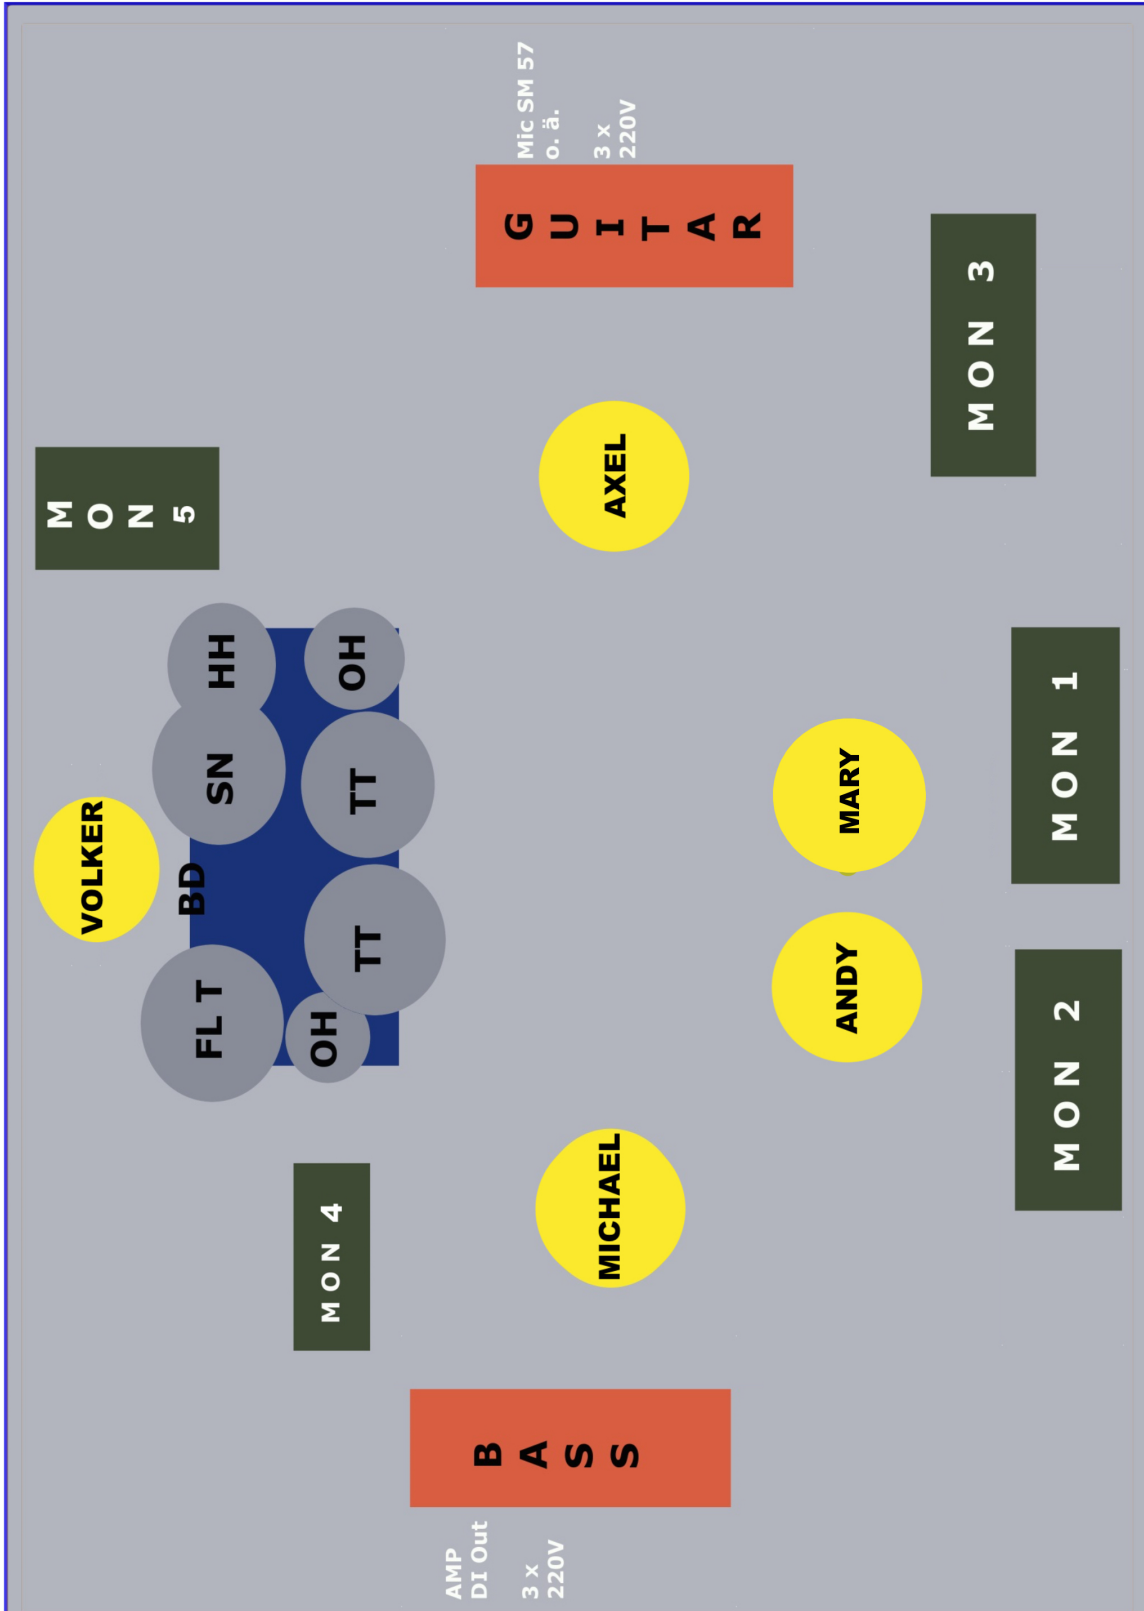 VOLKER
MON 5
FL T
BD
SN
HH
MON 4
OH
TT
TT
OH
AMP
DI Out
3 x
220V
BASS
MICHAEL
AXEL
GUITAR
Mic SM 57
o. ä.
3 x
220V
ANDY
MARY
MON 3
MON 2
MON 1